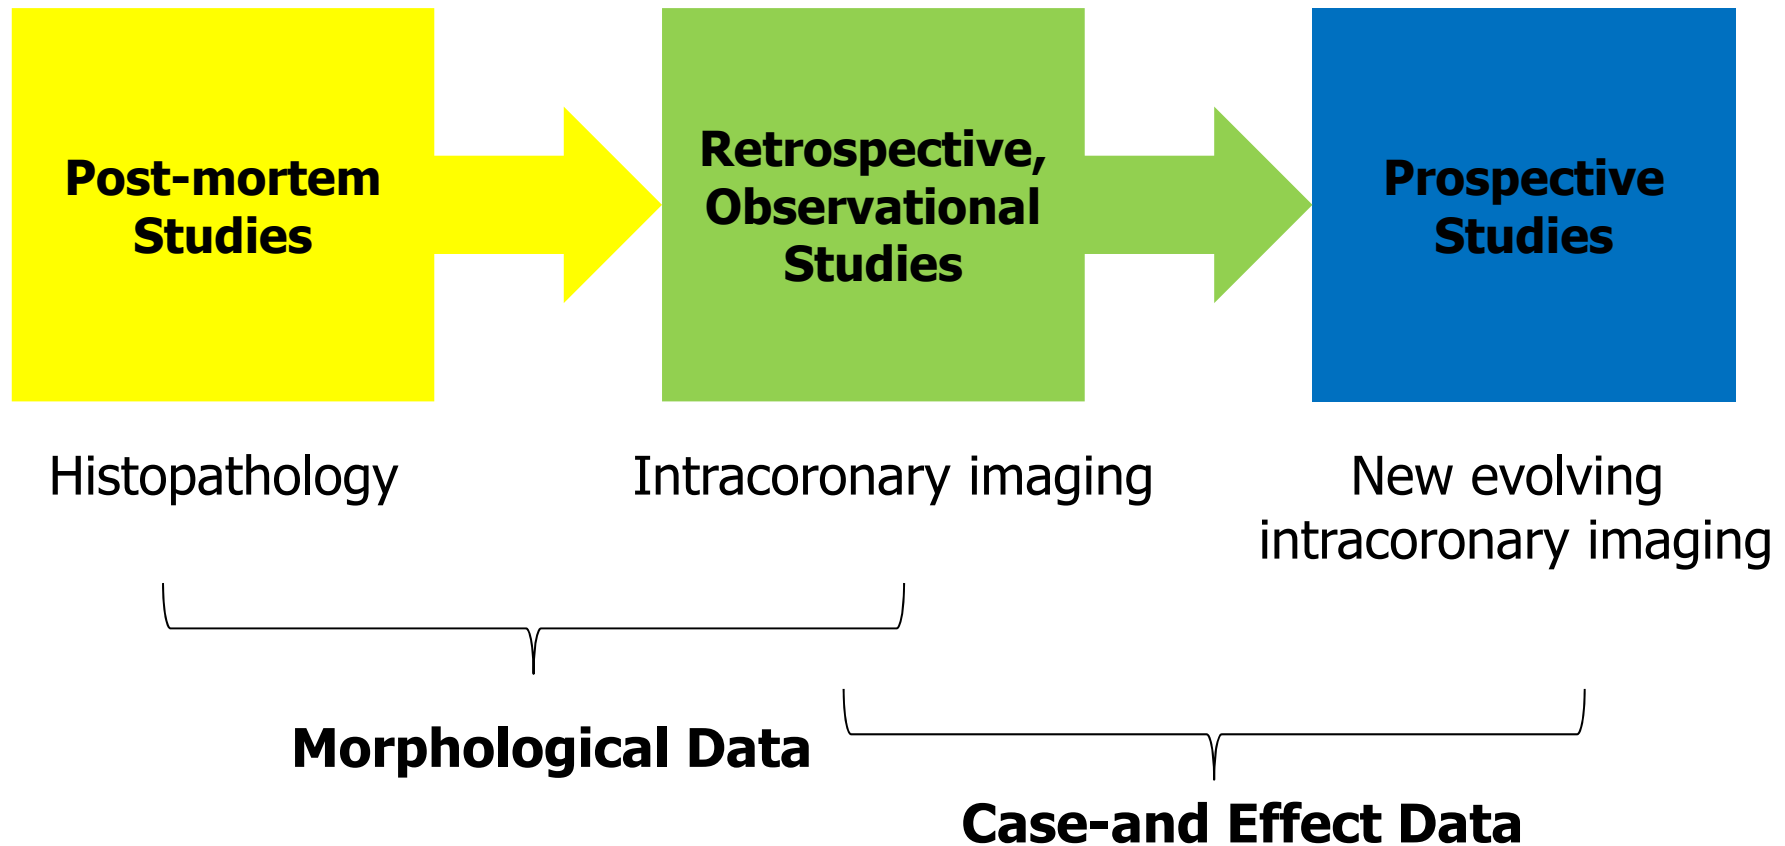 Post-mortem
Studies
Retrospective,
Observational
Studies
Prospective
Studies
Histopathology
Intracoronary imaging
New evolving
intracoronary imaging
Morphological Data
Case-and Effect Data